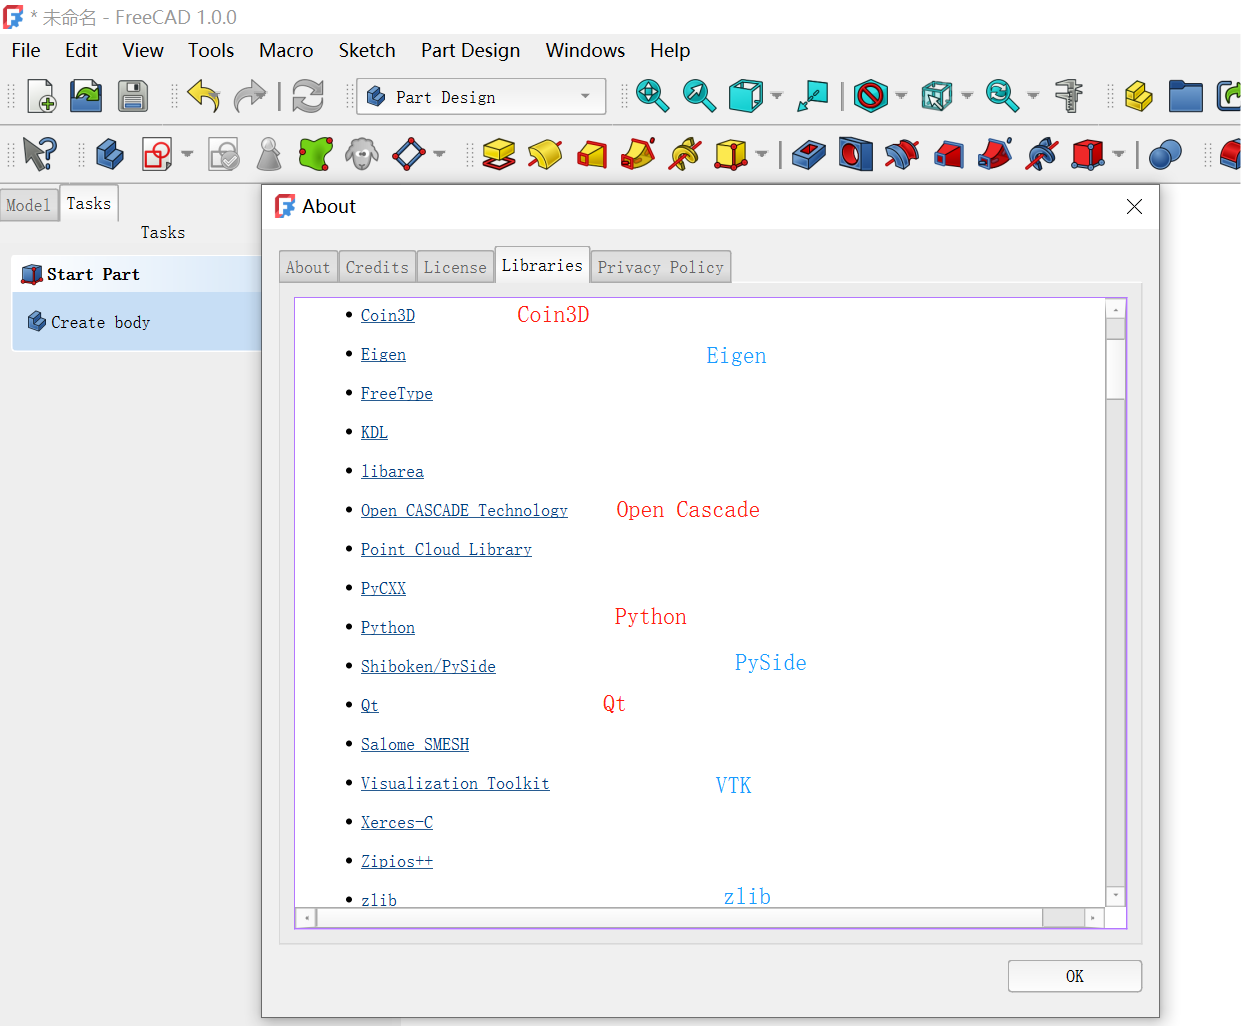 * 未命名 - FreeCAD 1.0.0
File Edit View Tools Macro Sketch Part Design Windows Help
Part Design
Model Tasks
Tasks
Start Part
Create body
About
About Credits License Libraries Privacy Policy
Coin3D Coin3D
Eigen Eigen
FreeType
KDL
libarea
Open CASCADE Technology Open Cascade
Point Cloud Library
PyCXX
Python Python
Shiboken/PySide PySide
Qt Qt
Salome SMESH
Visualization Toolkit VTK
Xerces-C
Zipios++
zlib zlib
OK